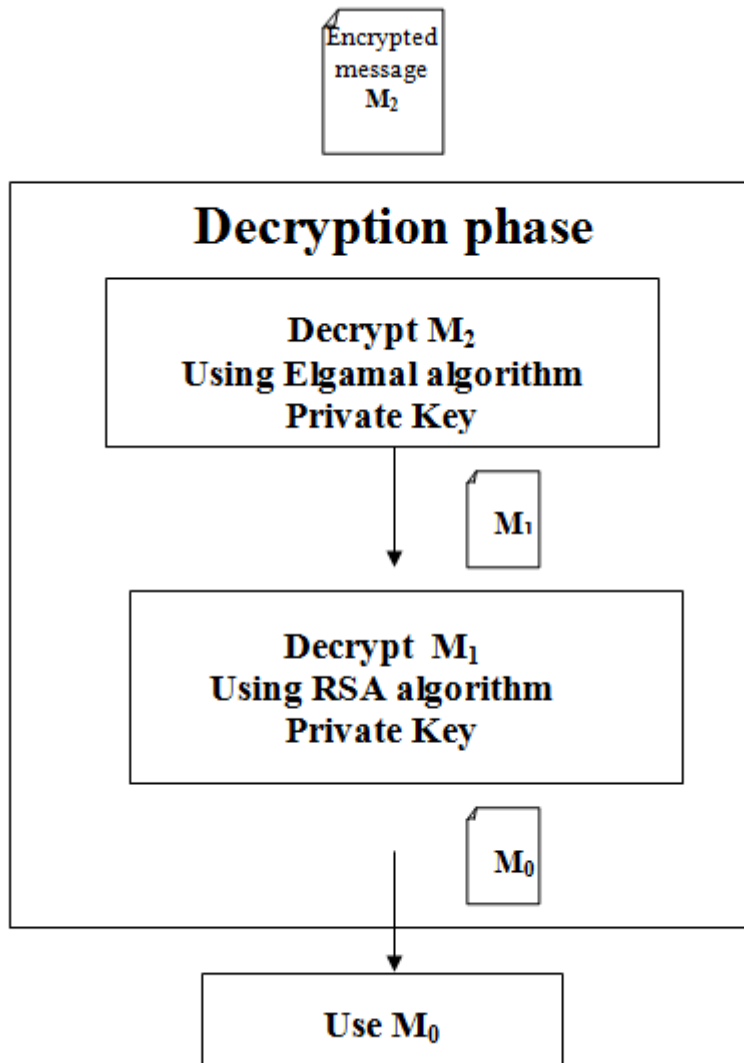 Encrypted
message
M₂
Decryption phase
Decrypt M₂
Using Elgamal algorithm
Private Key
M₁
Decrypt M₁
Using RSA algorithm
Private Key
M₀
Use M₀